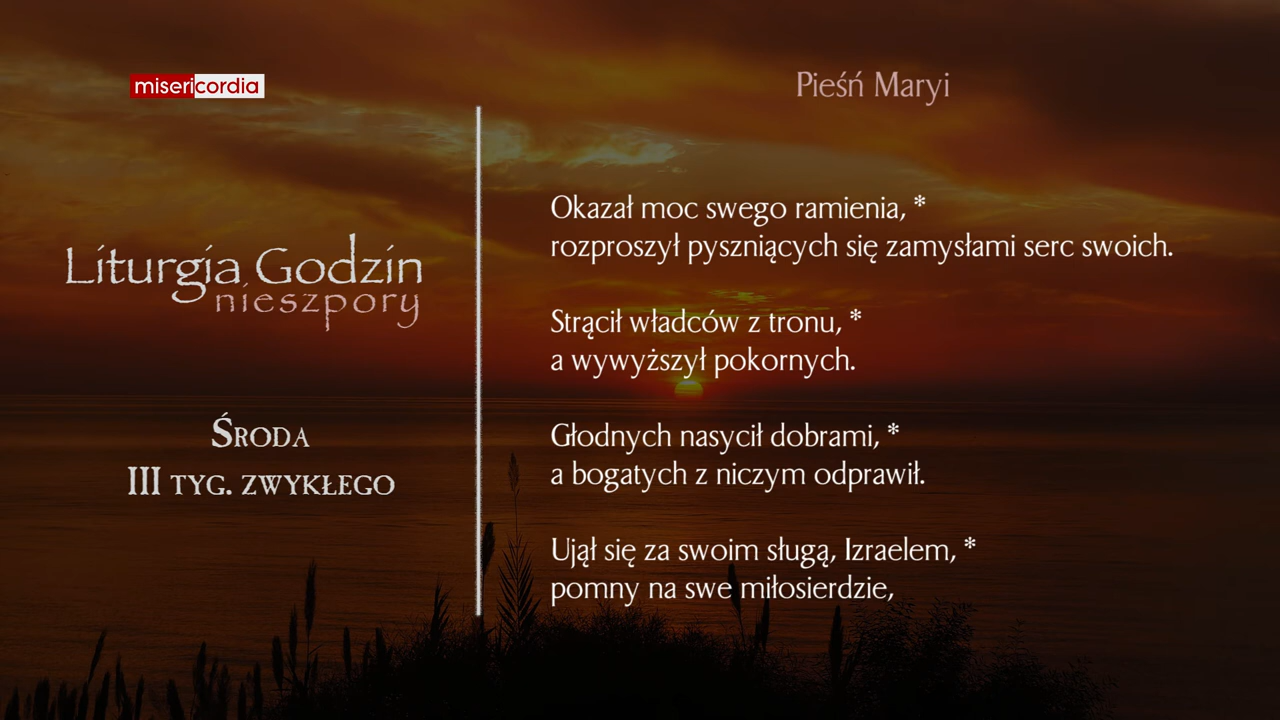 misericordia
Liturgia Godzin
nieszpory
Środa
III tyg. zwykłego
Pieśń Maryi
Okazał moc swego ramienia, *
rozproszył pyszniących się zamysłami serc swoich.
Strącił władców z tronu, *
a wywyższył pokornych.
Głodnych nasycił dobrami, *
a bogatych z niczym odprawił.
Ujął się za swoim sługą, Izraelem, *
pomny na swe miłosierdzie,